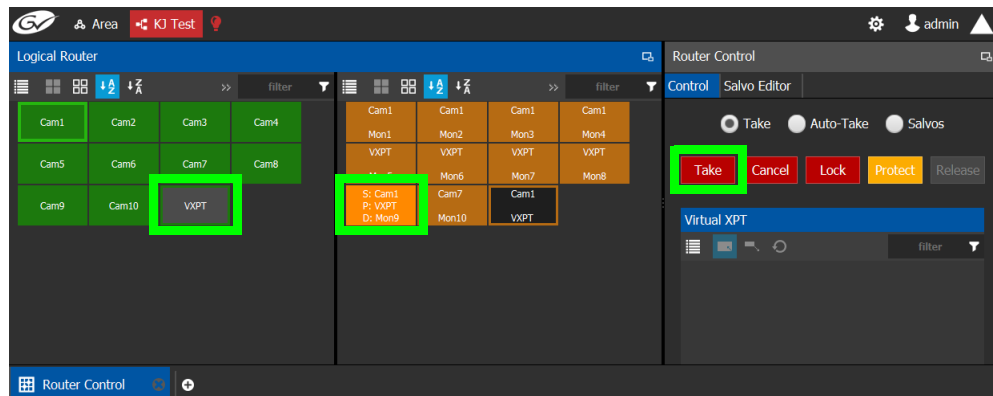 Area KJ Test admin
Logical Router
Router Control
filter
filter
Control Salvo Editor
Cam1 Cam2 Cam3 Cam4
Cam5 Cam6 Cam7 Cam8
Cam9 Cam10 VXPT
Cam1 Cam1 Cam1 Cam1
Mon1 Mon2 Mon3 Mon4
VXPT VXPT VXPT VXPT
Mon6 Mon7 Mon8
S: Cam1
P: VXPT
D: Mon9
Cam7
Mon10
Cam1
VXPT
Take Auto-Take Salvos
Take Cancel Lock Protect Release
Virtual XPT
filter
Router Control